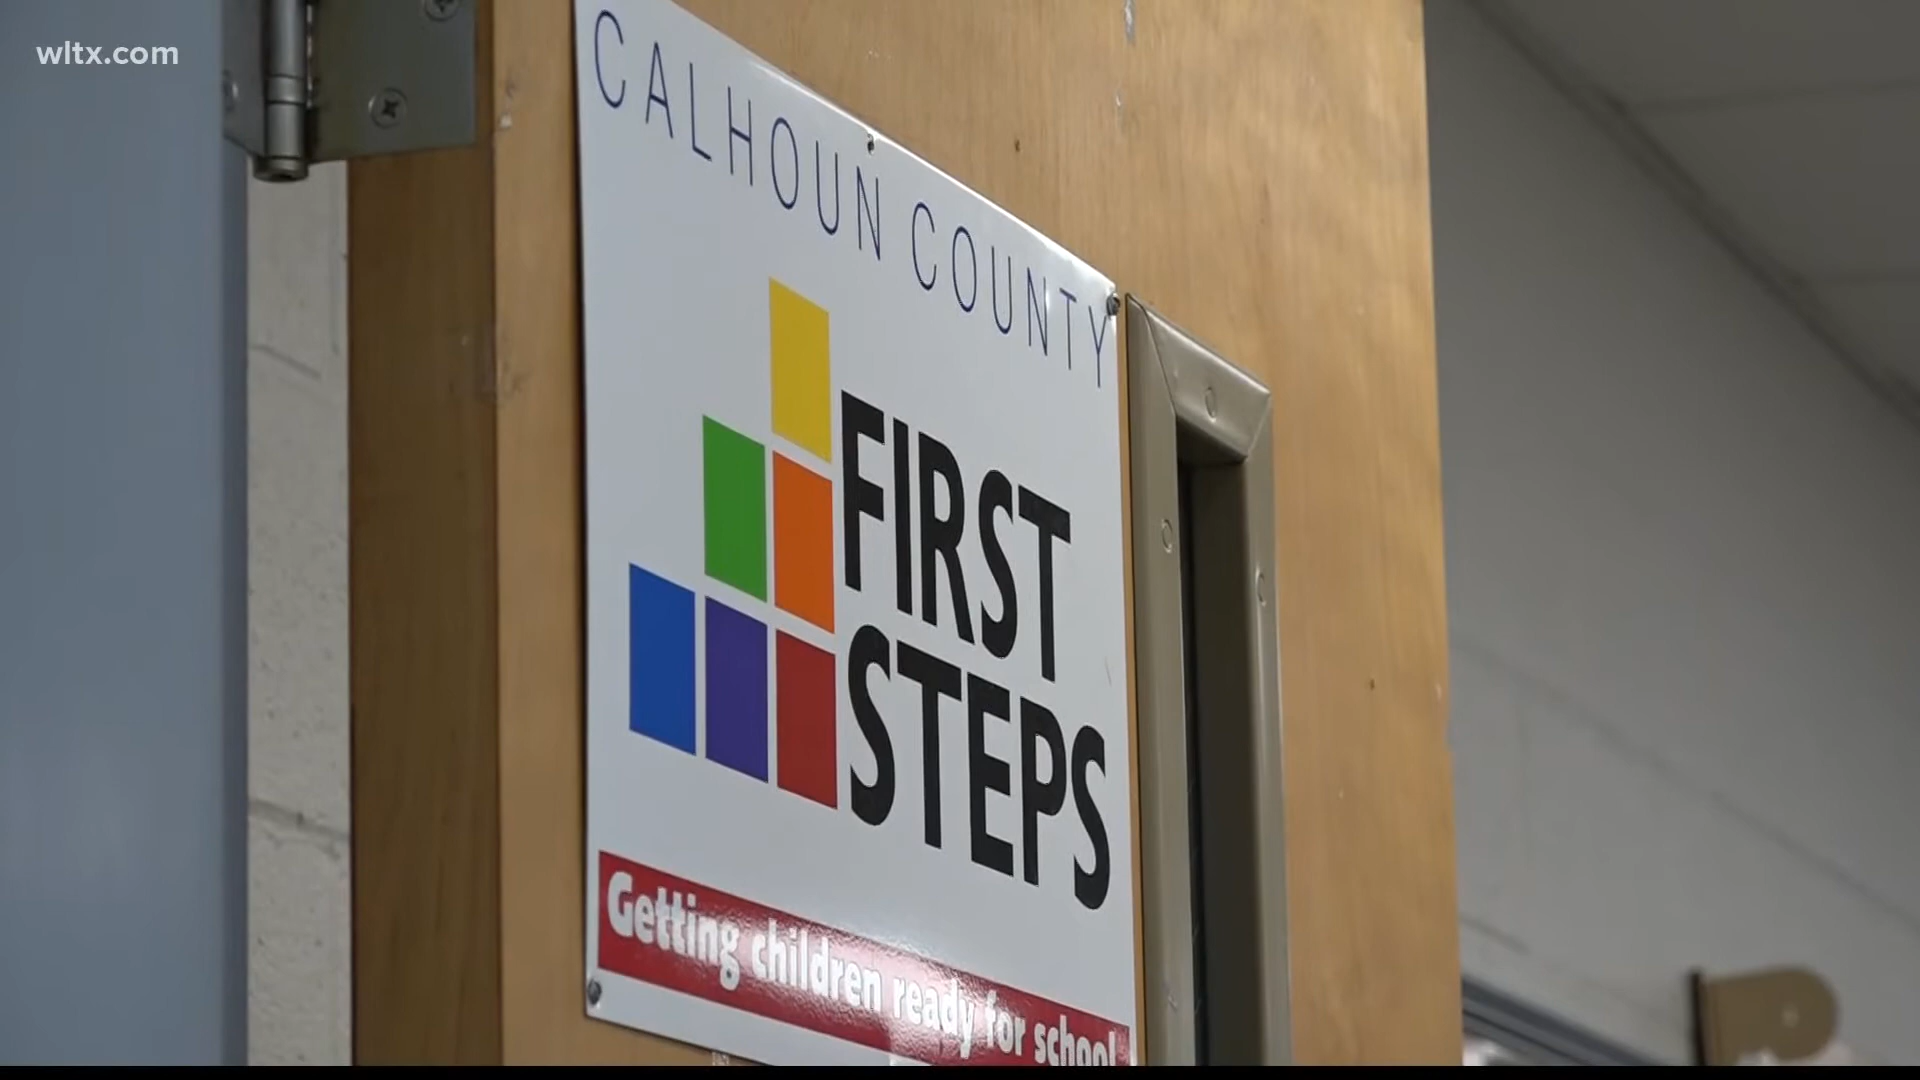 wltx.com
CALHOUN COUNTY
FIRST
STEPS
Getting children ready for school